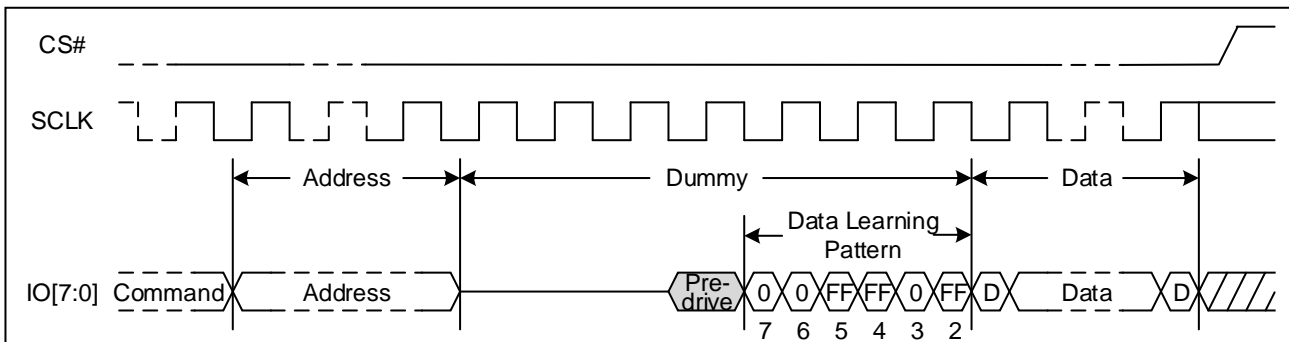 CS#
SCLK
Address Dummy Data
Data Learning
Pattern
IO[7:0] Command Address Pre-
drive 0 0 FF FF 0 FF D Data D
7 6 5 4 3 2